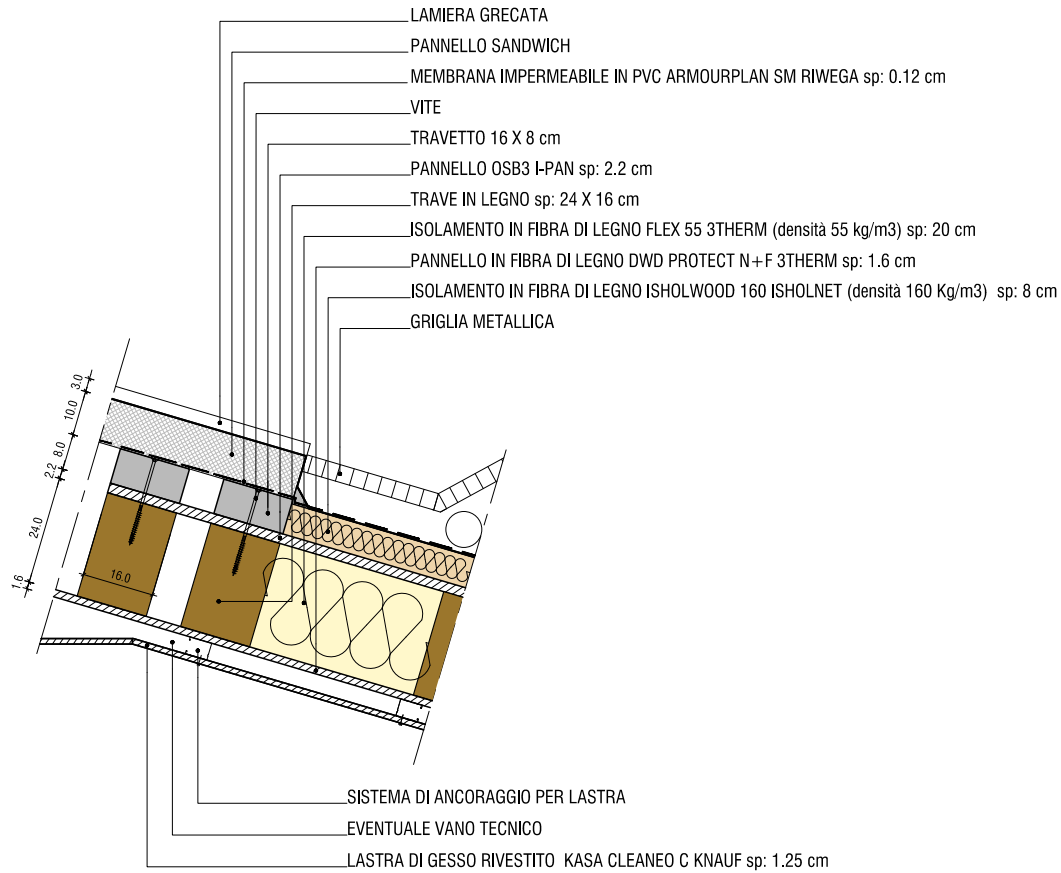 LAMIERA GRECATA
PANNELLO SANDWICH
MEMBRANA IMPERMEABILE IN PVC ARMOURPLAN SM RIWEGA sp: 0.12 cm
VITE
TRAVETTO 16 X 8 cm
PANNELLO OSB3 I-PAN sp: 2.2 cm
TRAVE IN LEGNO sp: 24 X 16 cm
ISOLAMENTO IN FIBRA DI LEGNO FLEX 55 3THERM (densità 55 kg/m3) sp: 20 cm
PANNELLO IN FIBRA DI LEGNO DWD PROTECT N+F 3THERM sp: 1.6 cm
ISOLAMENTO IN FIBRA DI LEGNO ISHOLWOOD 160 ISHOLNET (densità 160 Kg/m3) sp: 8 cm
GRIGLIA METALLICA
3.0
10.0
8.0
2.2
24.0
1.6
16.0
SISTEMA DI ANCORAGGIO PER LASTRA
EVENTUALE VANO TECNICO
LASTRA DI GESSO RIVESTITO KASA CLEANEO C KNAUF sp: 1.25 cm